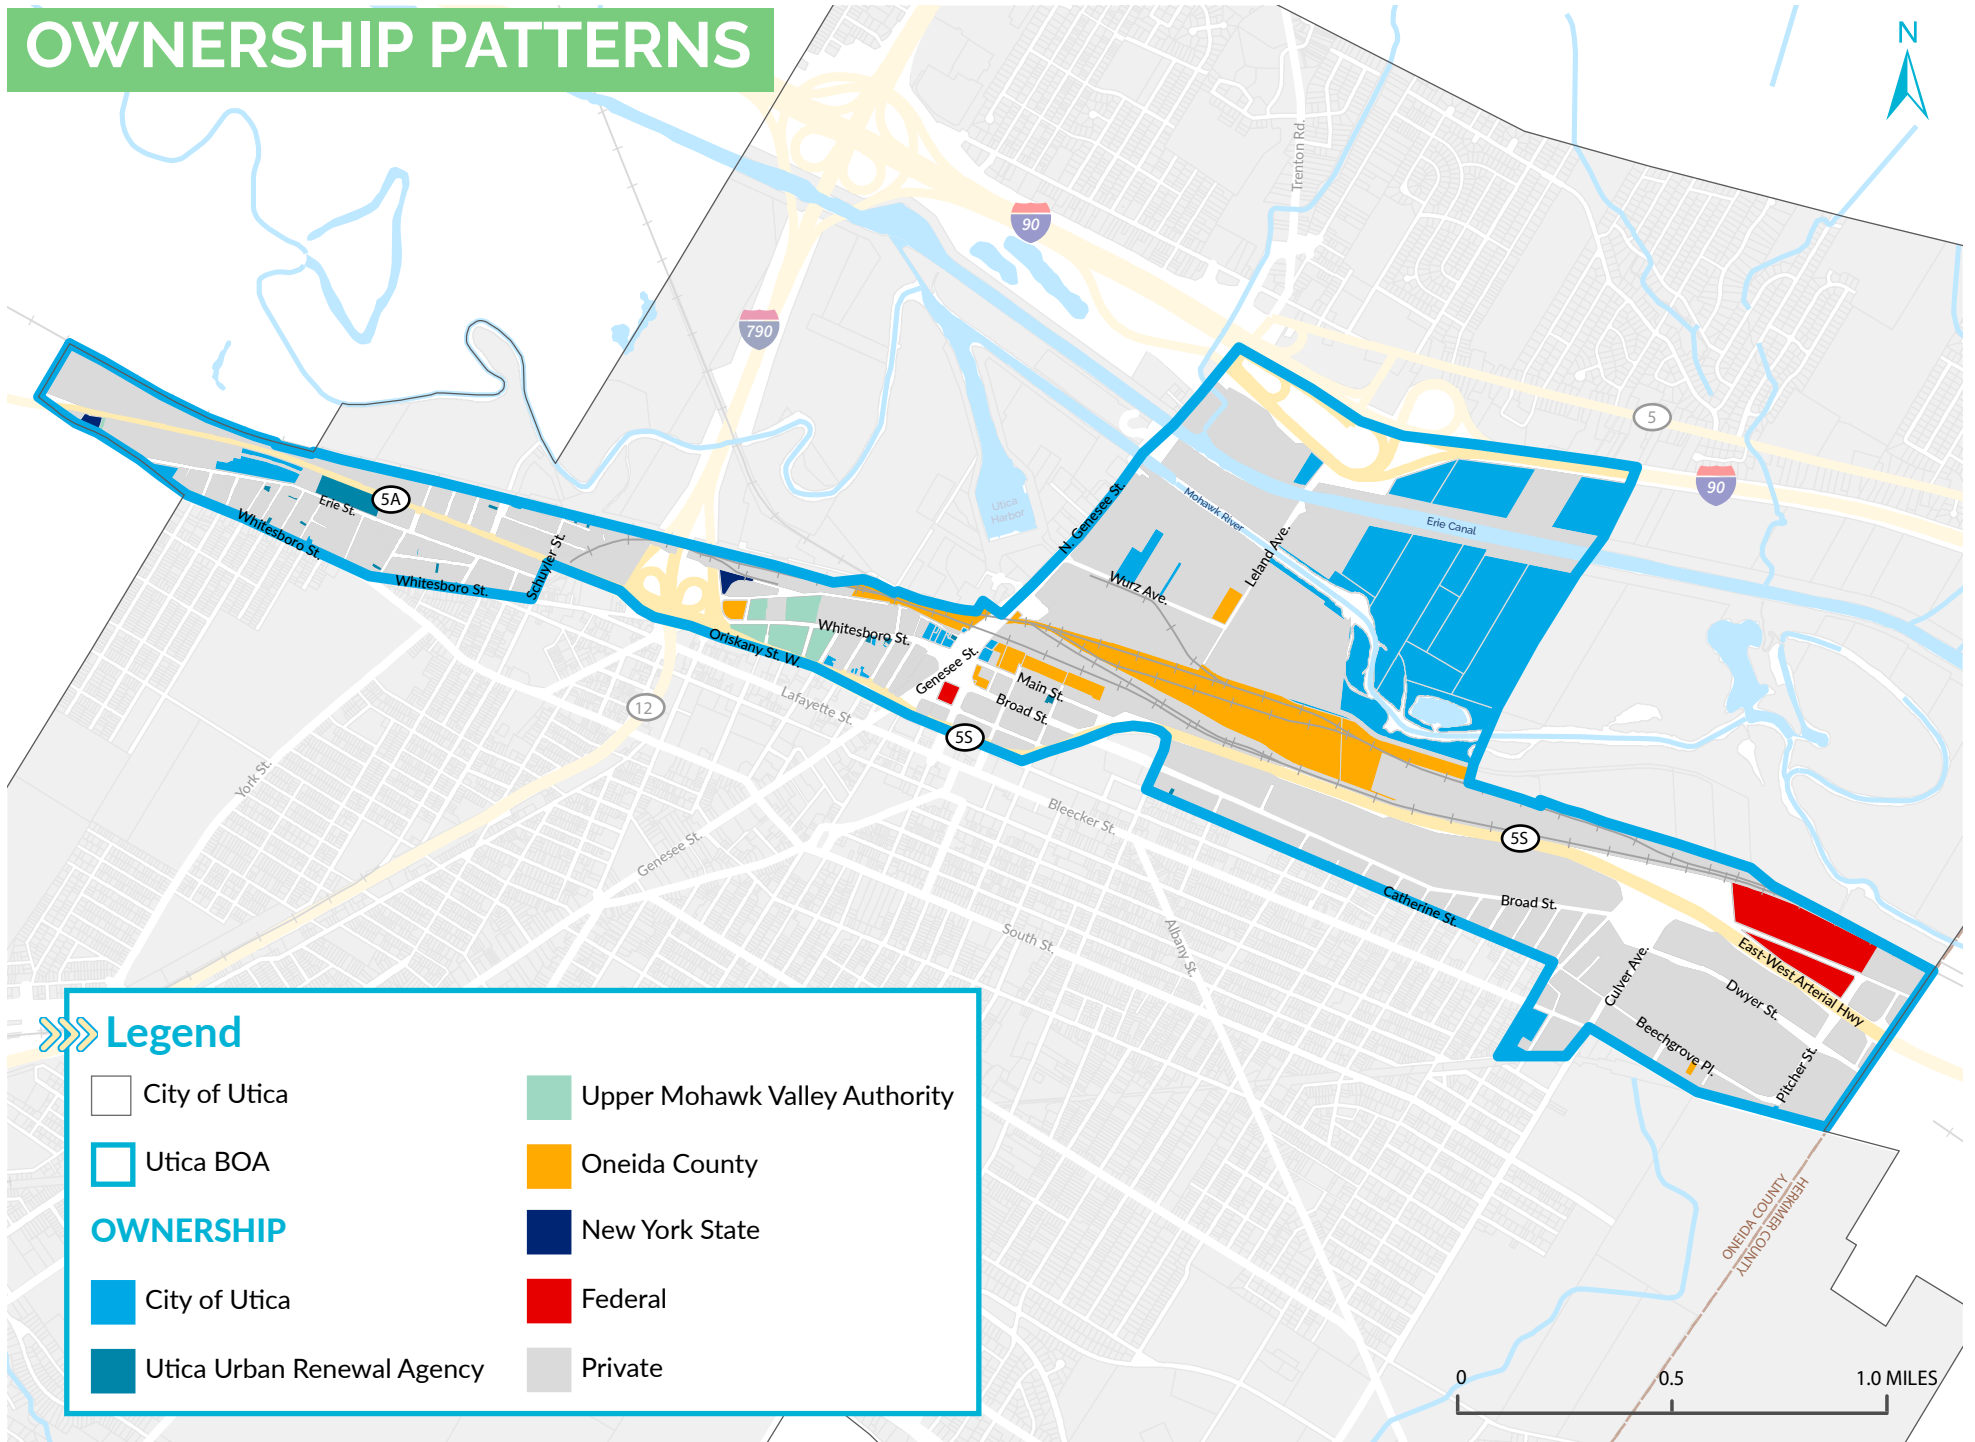 OWNERSHIP PATTERNS
N
Trenton Rd.
90
790
5
90
5A
Erie St.
Whitesboro St.
Whitesboro St.
Schuyler St.
Utica
Harbor
N. Genesee St.
Mohawk River
Erie Canal
Leland Ave.
Wurz Ave.
Whitesboro St.
Oriskany St. W.
Genesee St.
Main St.
Broad St.
Lafayette St.
12
5S
York St.
Genesee St.
Bleecker St.
5S
Catherine St.
Broad St.
South St.
Albany St.
Culver Ave.
East-West Arterial Hwy
Dwyer St.
Beechgrove Pl.
Pitcher St.
ONEIDA COUNTY
HERKIMER COUNTY
Legend
City of Utica
Utica BOA
OWNERSHIP
City of Utica
Utica Urban Renewal Agency
Upper Mohawk Valley Authority
Oneida County
New York State
Federal
Private
0 0.5 1.0 MILES